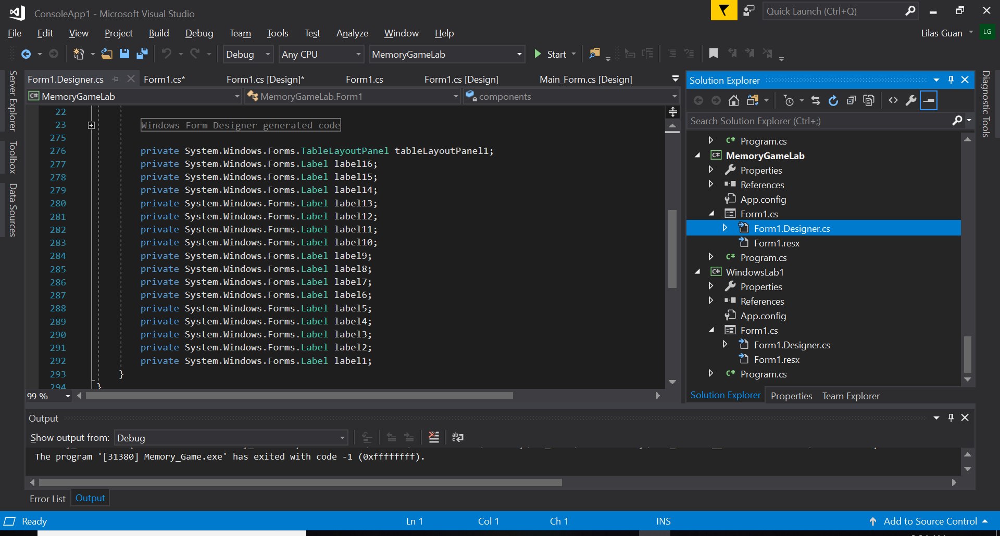 ConsoleApp1 - Microsoft Visual Studio
Quick Launch (Ctrl+Q)
File Edit View Project Build Debug Team Tools Test Analyze Window Help
Lilas Guan LG
Debug Any CPU MemoryGameLab Start
Server Explorer
Toolbox
Data Sources
Form1.Designer.cs Form1.cs* Form1.cs [Design]* Form1.cs Form1.cs [Design] Main_Form.cs [Design]
C# MemoryGameLab MemoryGameLab.Form1 components
22
23 Windows Form Designer generated code
275
276 private System.Windows.Forms.TableLayoutPanel tableLayoutPanel1;
277 private System.Windows.Forms.Label label16;
278 private System.Windows.Forms.Label label15;
279 private System.Windows.Forms.Label label14;
280 private System.Windows.Forms.Label label13;
281 private System.Windows.Forms.Label label12;
282 private System.Windows.Forms.Label label11;
283 private System.Windows.Forms.Label label10;
284 private System.Windows.Forms.Label label9;
285 private System.Windows.Forms.Label label8;
286 private System.Windows.Forms.Label label7;
287 private System.Windows.Forms.Label label6;
288 private System.Windows.Forms.Label label5;
289 private System.Windows.Forms.Label label4;
290 private System.Windows.Forms.Label label3;
291 private System.Windows.Forms.Label label2;
292 private System.Windows.Forms.Label label1;
293 }
294 }
99 %
Solution Explorer
Search Solution Explorer (Ctrl+;)
C# Program.cs
C# MemoryGameLab
Properties
References
App.config
Form1.cs
Form1.Designer.cs
Form1.resx
C# Program.cs
C# WindowsLab1
Properties
References
App.config
Form1.cs
Form1.Designer.cs
Form1.resx
C# Program.cs
Solution Explorer Properties Team Explorer
Diagnostic Tools
Output
Show output from: Debug
The program '[31380] Memory_Game.exe' has exited with code -1 (0xffffffff).
Error List Output
Ready Ln 1 Col 1 Ch 1 INS Add to Source Control